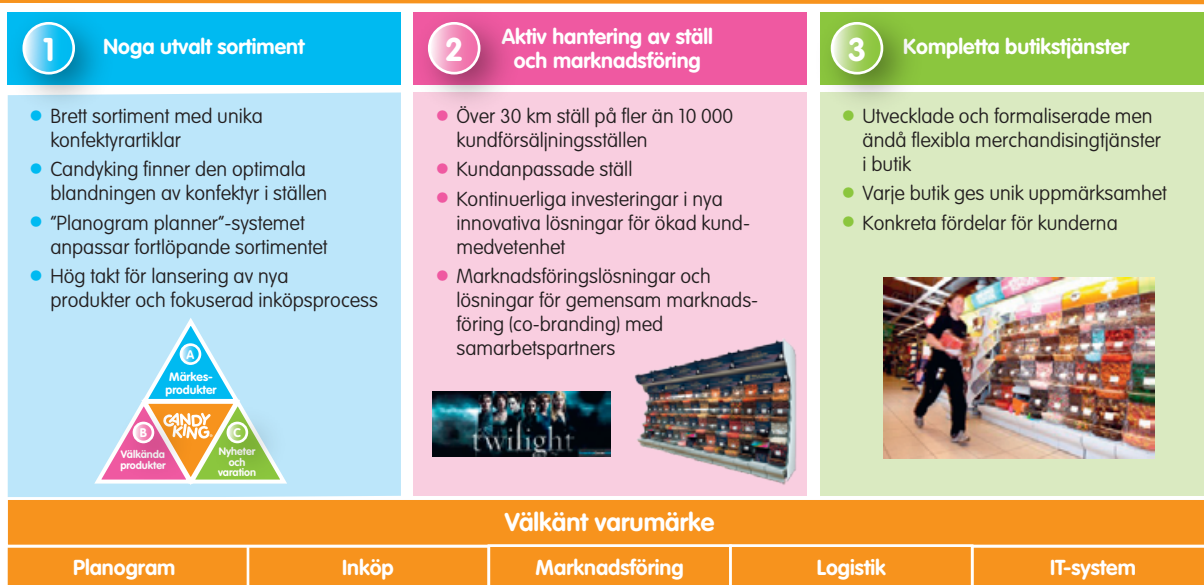 1
Noga utvalt sortiment
Brett sortiment med unika
konfektyrartiklar
Candyking finner den optimala
blandningen av konfektyr i ställen
”Planogram planner”-systemet
anpassar fortlöpande sortimentet
Hög takt för lansering av nya
produkter och fokuserad inköpsprocess
A
Märkes-
produkter
CANDY
KING
B
Välkända
produkter
C
Nyheter
och
varation
2
Aktiv hantering av ställ
och marknadsföring
Över 30 km ställ på fler än 10 000
kundförsäljningsställen
Kundanpassade ställ
Kontinuerliga investeringar i nya
innovativa lösningar för ökad kund-
medvetenhet
Marknadsföringslösningar och
lösningar för gemensam marknads-
föring (co-branding) med
samarbetspartners
twilight
3
Kompletta butikstjänster
Utvecklade och formaliserade men
ändå flexibla merchandisingtjänster
i butik
Varje butik ges unik uppmärksamhet
Konkreta fördelar för kunderna
Välkänt varumärke
Planogram
Inköp
Marknadsföring
Logistik
IT-system